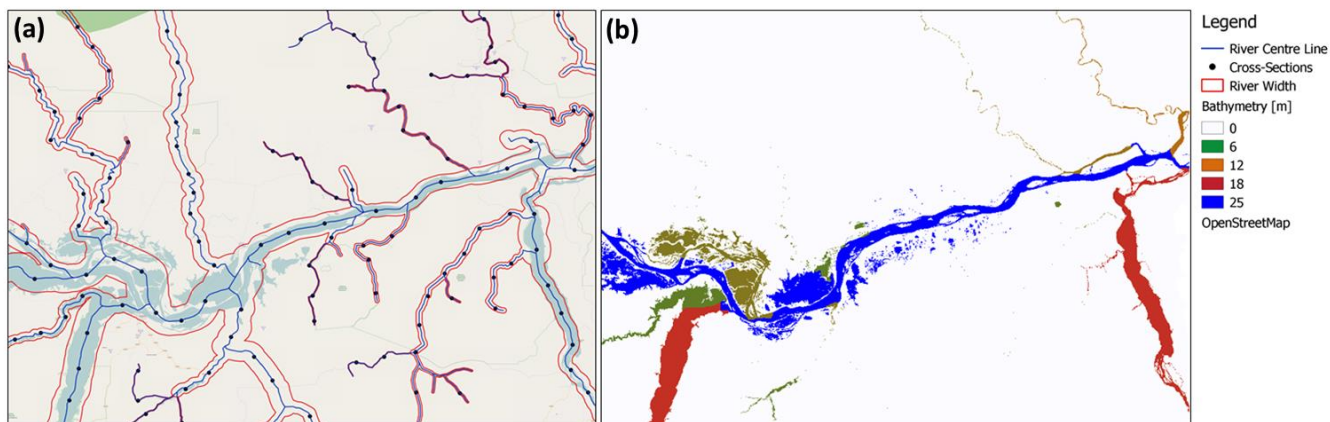 (a)
(b)
Legend
River Centre Line
Cross-Sections
River Width
Bathymetry [m]
0
6
12
18
25
OpenStreetMap